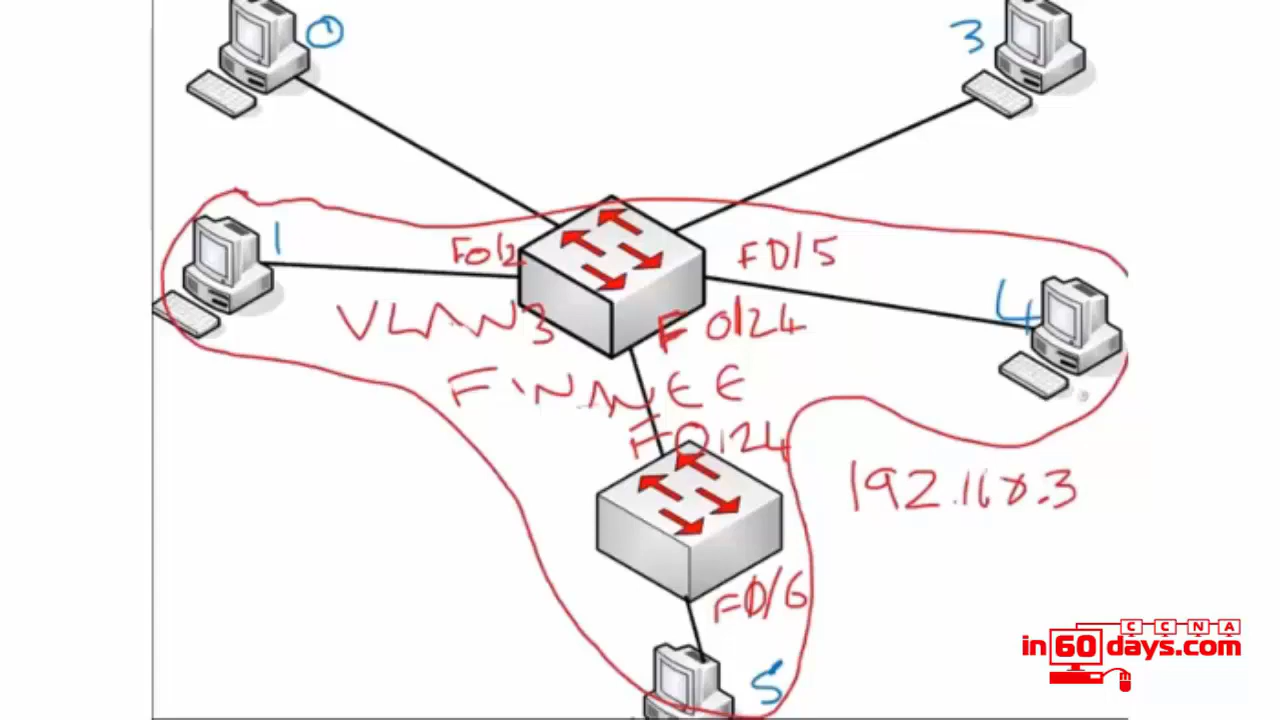 0
3
1
F0/2
F0/5
VLAN3
F0/24
4
FINANCE
F0/24
192.168.3
F0/6
5
CCNA
in60days.com